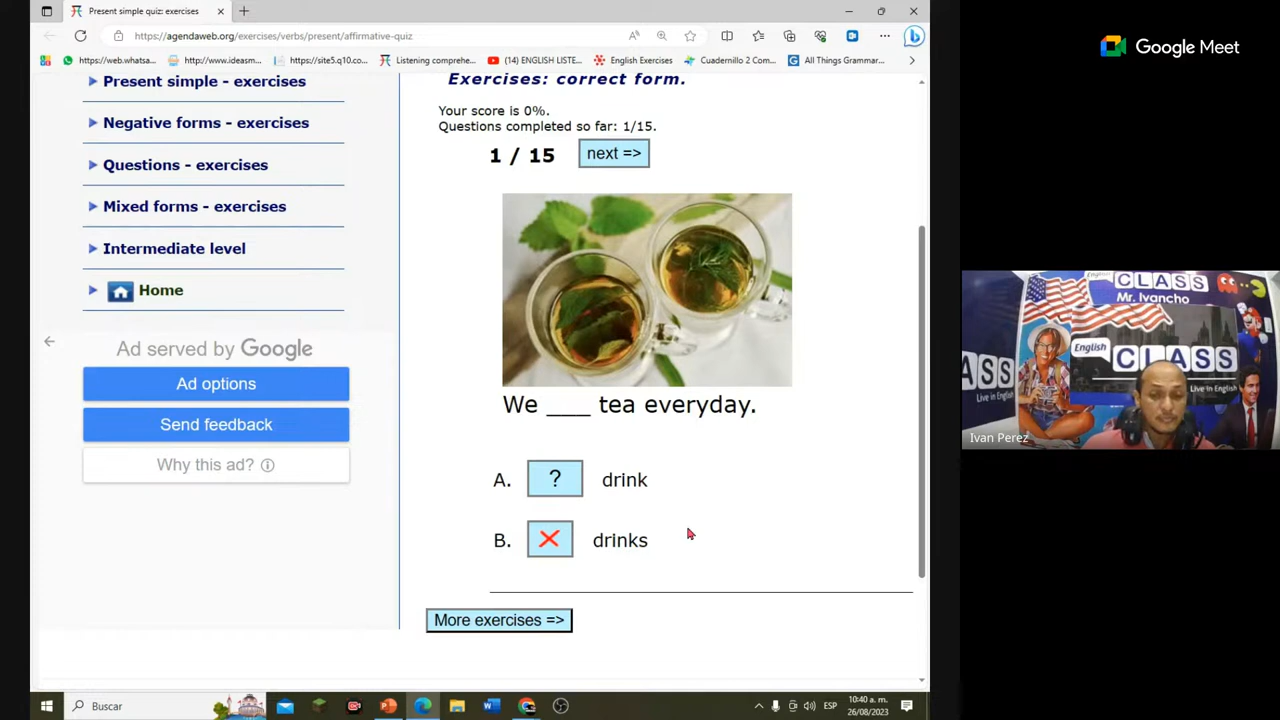 Present simple quiz: exercises
https://agendaweb.org/exercises/verbs/present/affirmative-quiz
https://web.whatsa...
http://www.ideasm...
https://site5.q10.co...
Listening comprehe...
(14) ENGLISH LISTE...
English Exercises
Cuadernillo 2 Com...
All Things Grammar...
Present simple - exercises
Negative forms - exercises
Questions - exercises
Mixed forms - exercises
Intermediate level
Home
Ad served by Google
Ad options
Send feedback
Why this ad?
Exercises: correct form.
Your score is 0%.
Questions completed so far: 1/15.
1 / 15
next =>
We ___ tea everyday.
A. ? drink
B. X drinks
More exercises =>
Buscar
ESP
10:40 a. m.
26/08/2023
Google Meet
CLASS
Mr. Ivancho
English
CLASS
Live in English
ASS
Ivan Perez